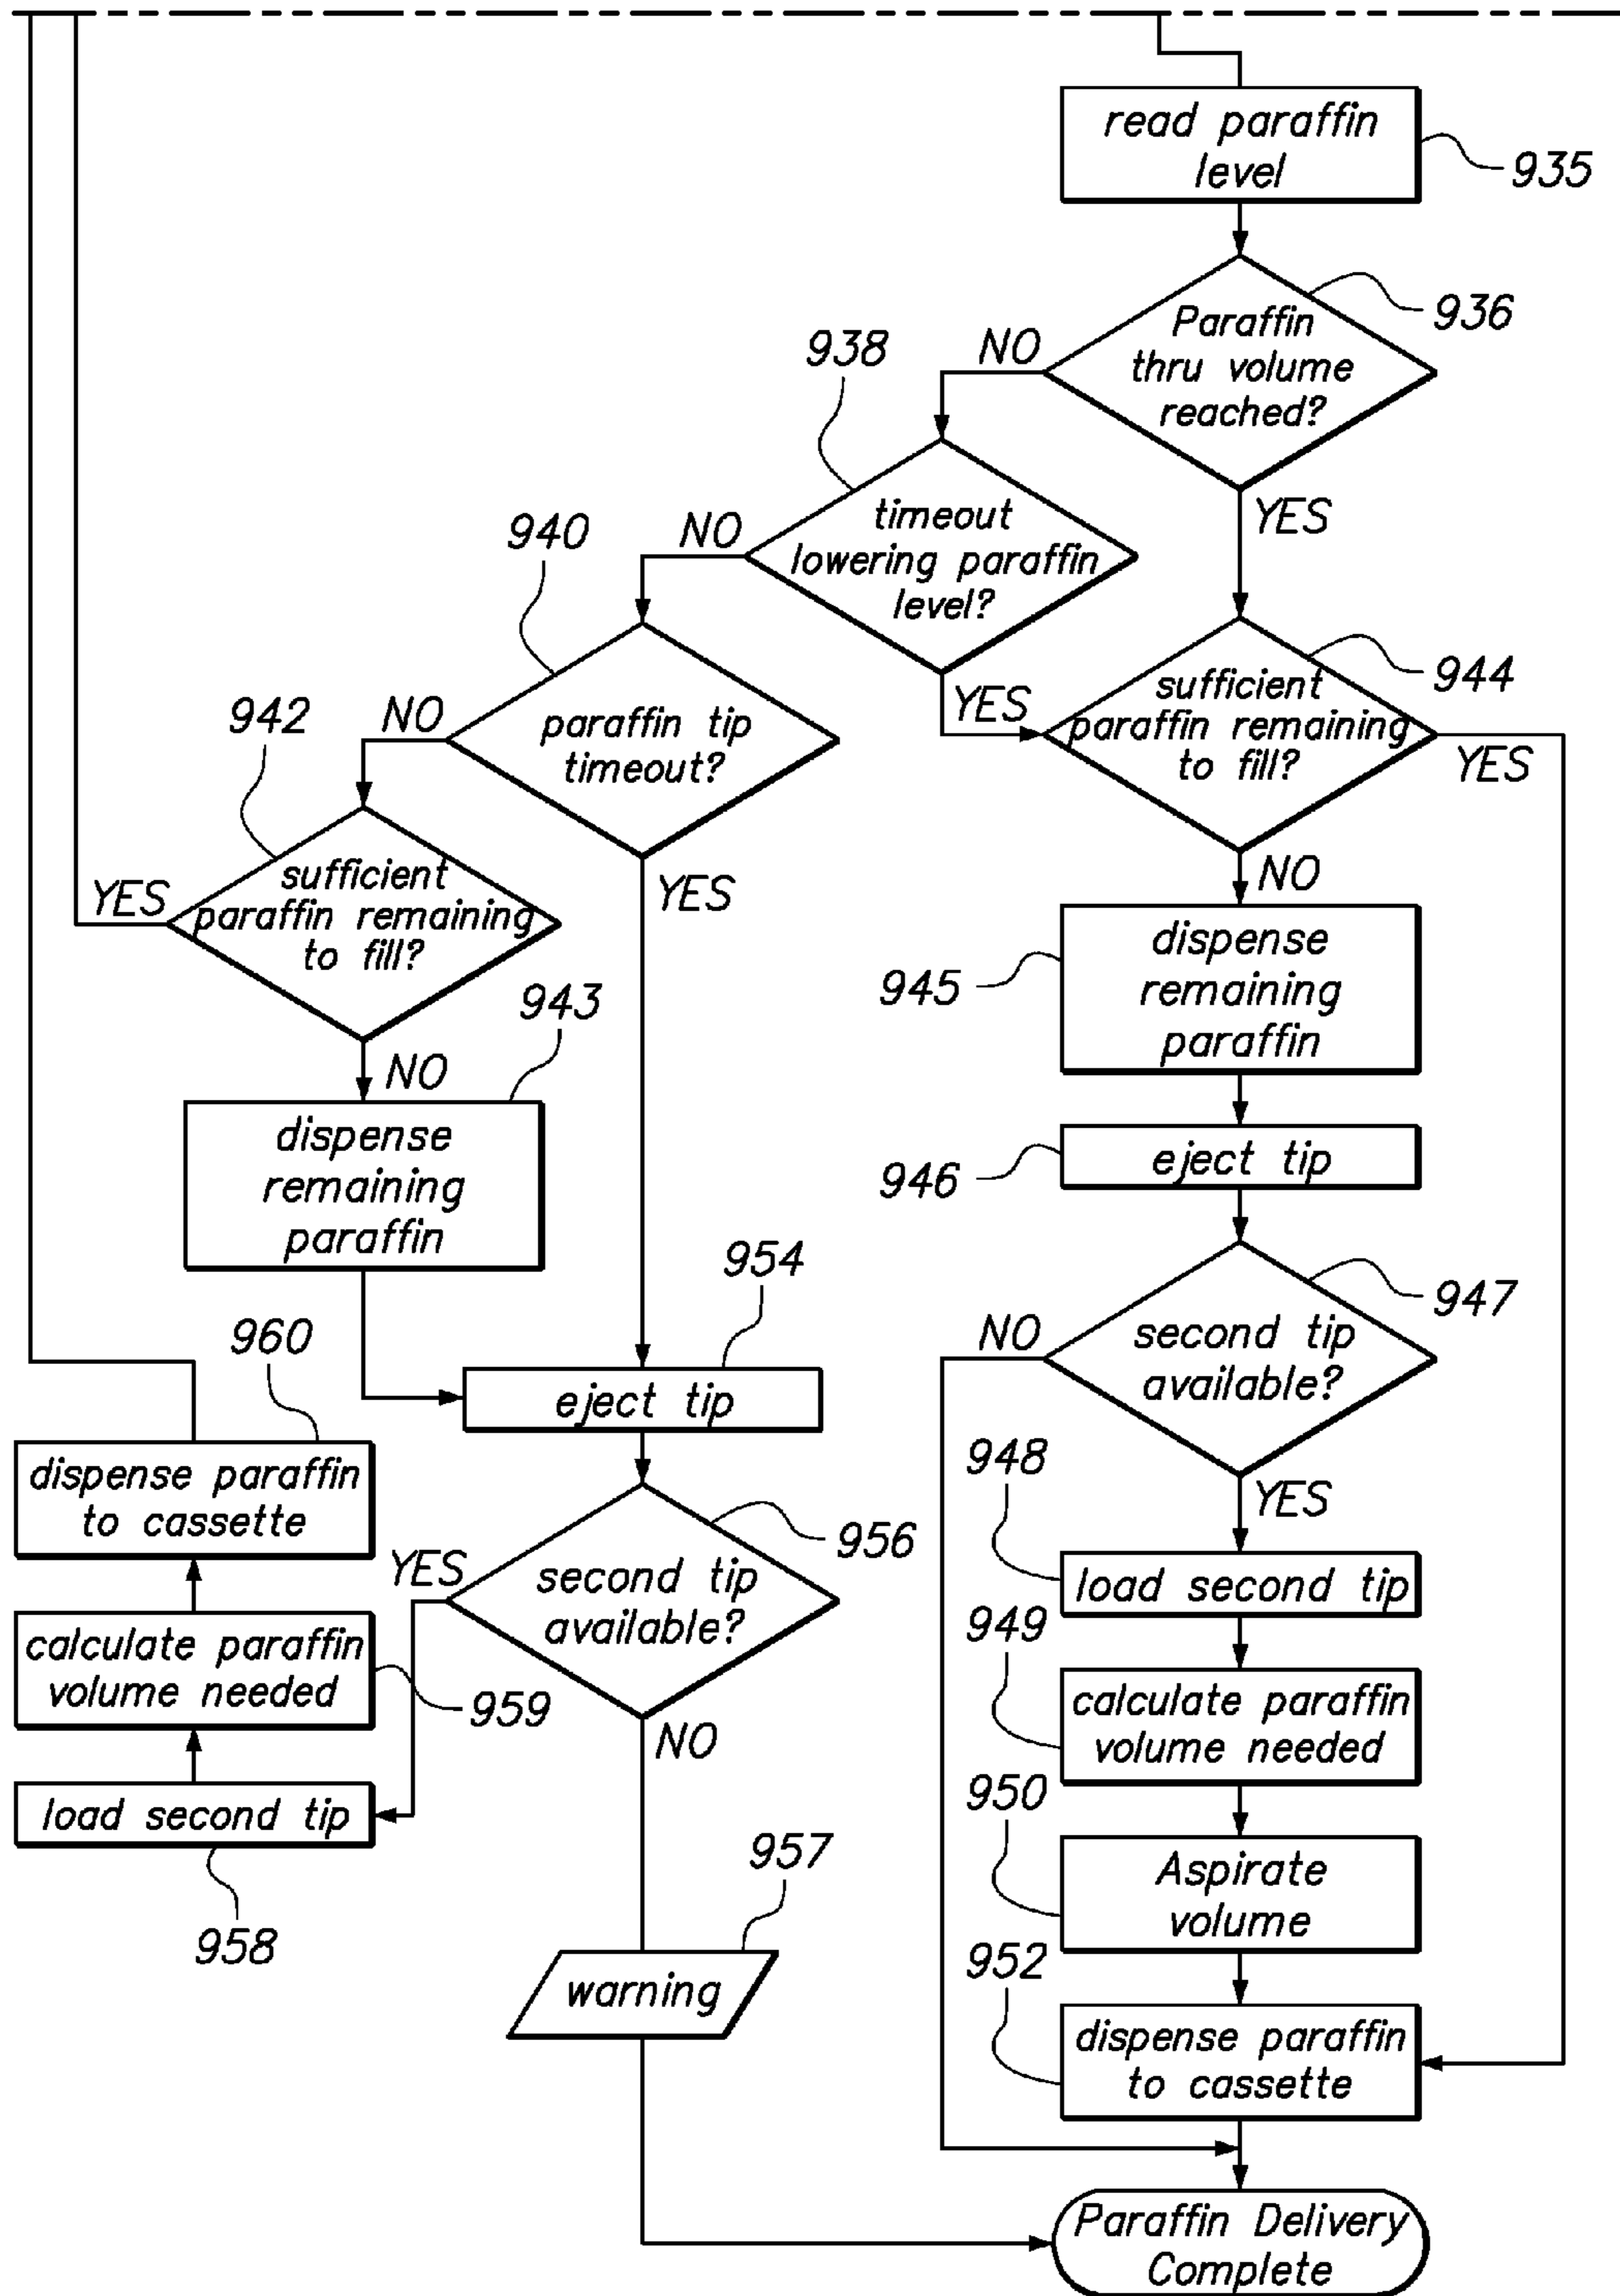 read paraffin
level
935
Paraffin
thru volume
reached?
936
NO
YES
938
timeout
lowering paraffin
level?
NO
YES
940
paraffin tip
timeout?
NO
YES
944
sufficient
paraffin remaining
to fill?
YES
NO
942
sufficient
paraffin remaining
to fill?
YES
NO
943
dispense
remaining
paraffin
945
dispense
remaining
paraffin
946
eject tip
954
eject tip
947
second tip
available?
NO
YES
960
dispense paraffin
to cassette
956
second tip
available?
YES
NO
948
load second tip
959
calculate paraffin
volume needed
949
calculate paraffin
volume needed
load second tip
958
950
Aspirate
volume
957
warning
952
dispense paraffin
to cassette
Paraffin Delivery
Complete